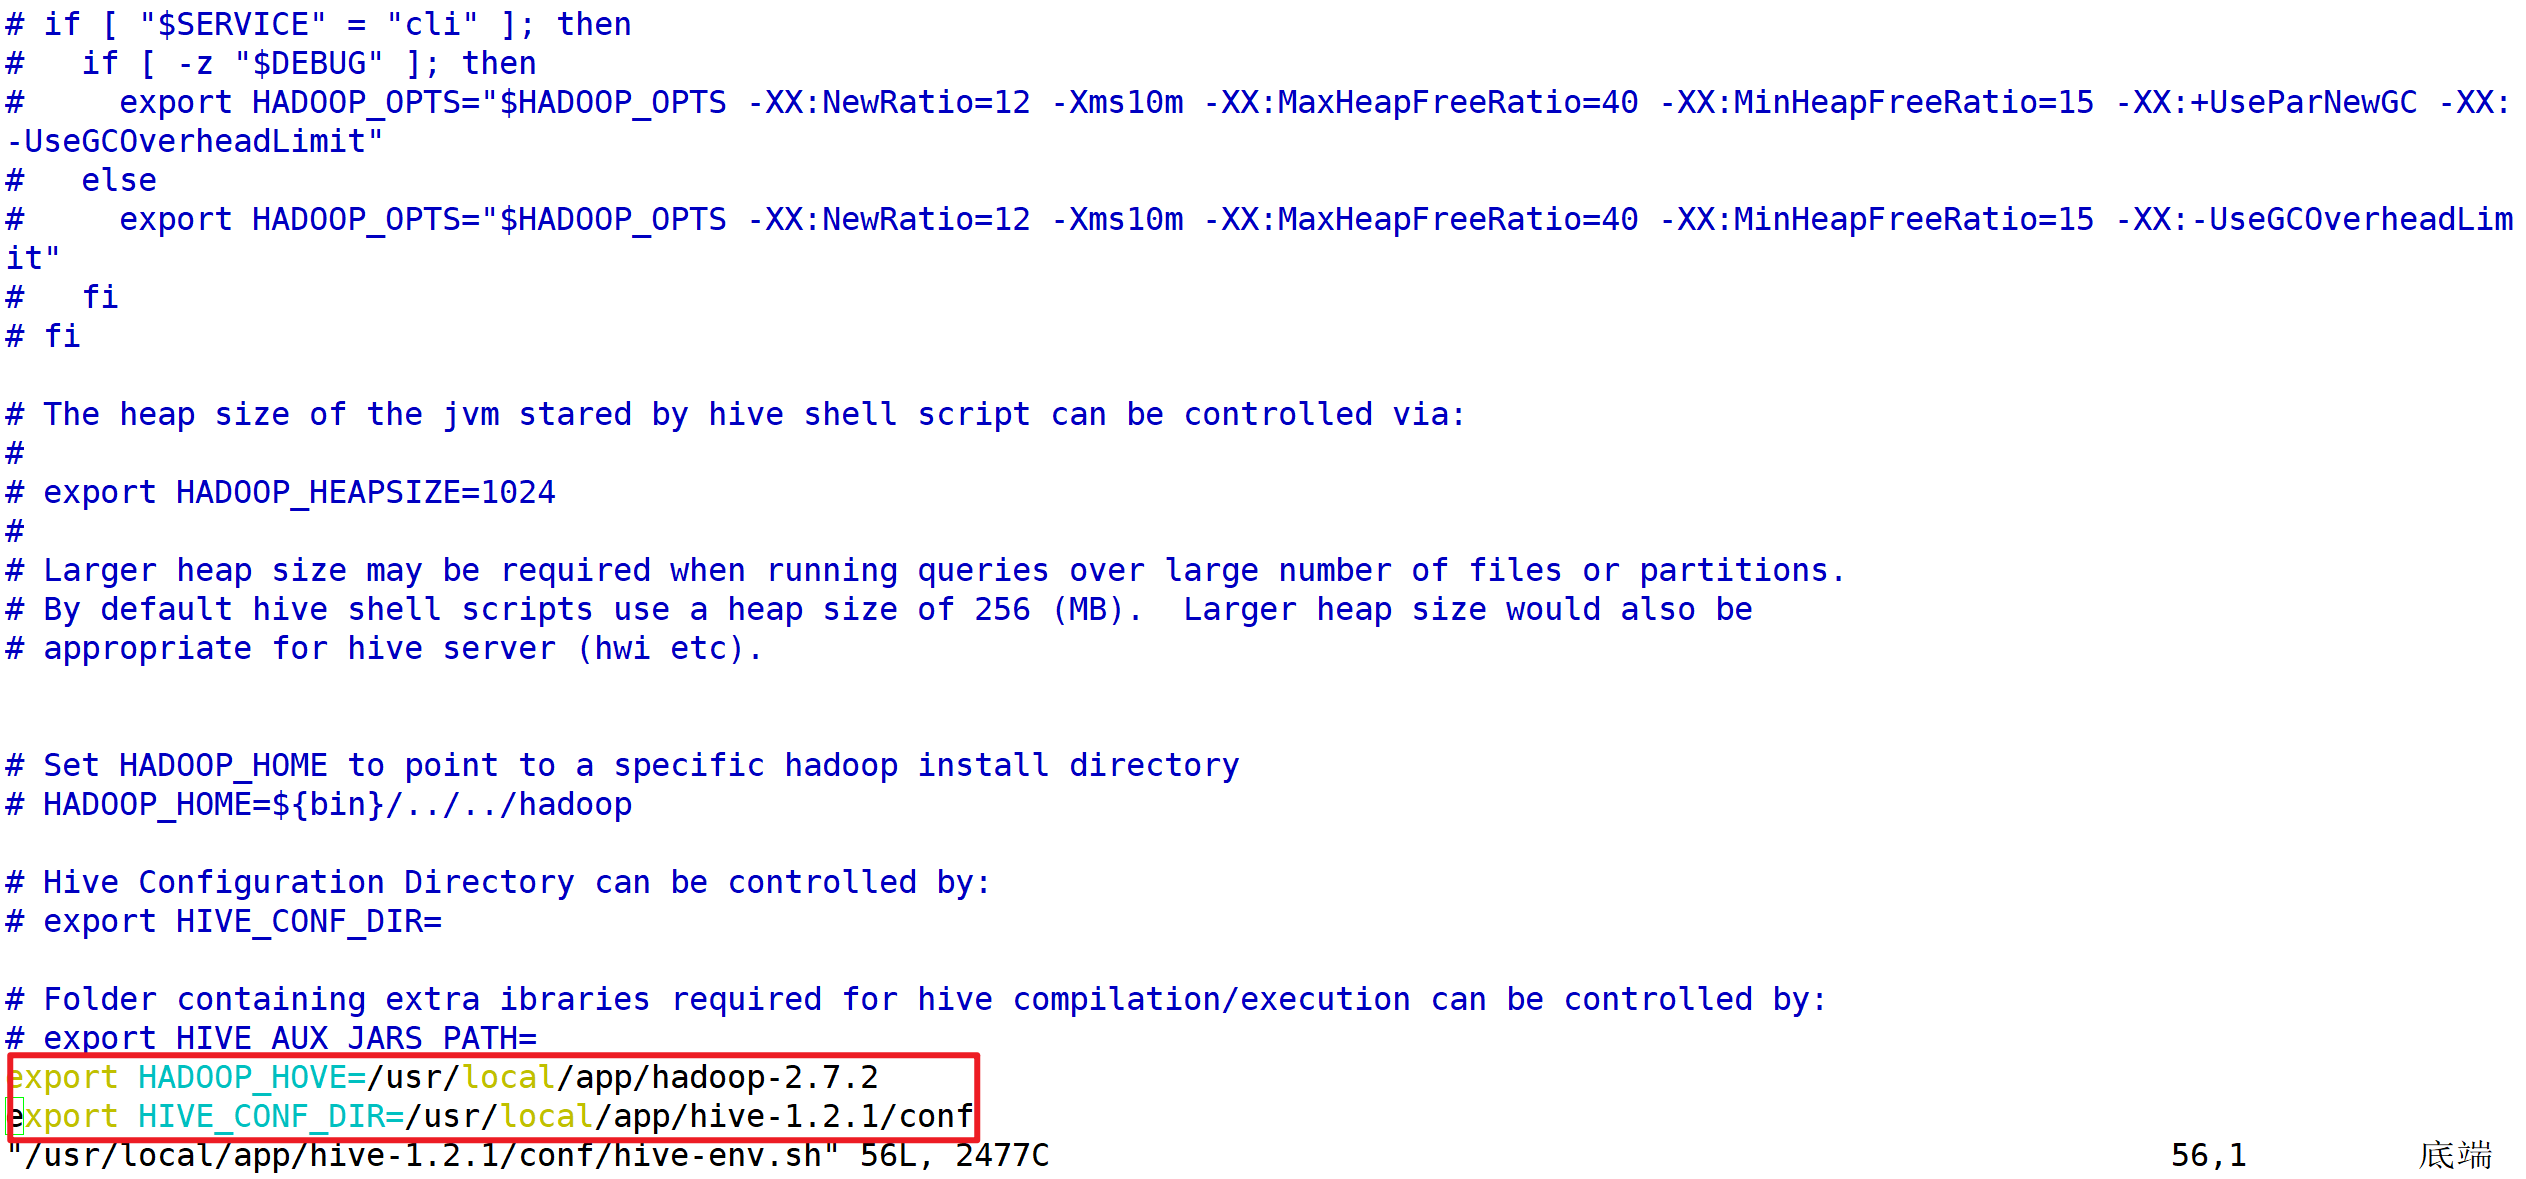 # if [ "$SERVICE" = "cli" ]; then
#   if [ -z "$DEBUG" ]; then
#     export HADOOP_OPTS="$HADOOP_OPTS -XX:NewRatio=12 -Xms10m -XX:MaxHeapFreeRatio=40 -XX:MinHeapFreeRatio=15 -XX:+UseParNewGC -XX:
-UseGCOverheadLimit"
#   else
#     export HADOOP_OPTS="$HADOOP_OPTS -XX:NewRatio=12 -Xms10m -XX:MaxHeapFreeRatio=40 -XX:MinHeapFreeRatio=15 -XX:-UseGCOverheadLim
it"
#   fi
# fi
# The heap size of the jvm stared by hive shell script can be controlled via:
#
# export HADOOP_HEAPSIZE=1024
#
# Larger heap size may be required when running queries over large number of files or partitions.
# By default hive shell scripts use a heap size of 256 (MB).  Larger heap size would also be
# appropriate for hive server (hwi etc).
# Set HADOOP_HOME to point to a specific hadoop install directory
# HADOOP_HOME=${bin}/../../hadoop
# Hive Configuration Directory can be controlled by:
# export HIVE_CONF_DIR=
# Folder containing extra ibraries required for hive compilation/execution can be controlled by:
# export HIVE_AUX_JARS_PATH=
export HADOOP_HOVE=/usr/local/app/hadoop-2.7.2
export HIVE_CONF_DIR=/usr/local/app/hive-1.2.1/conf
"/usr/local/app/hive-1.2.1/conf/hive-env.sh" 56L, 2477C 56,1 底端